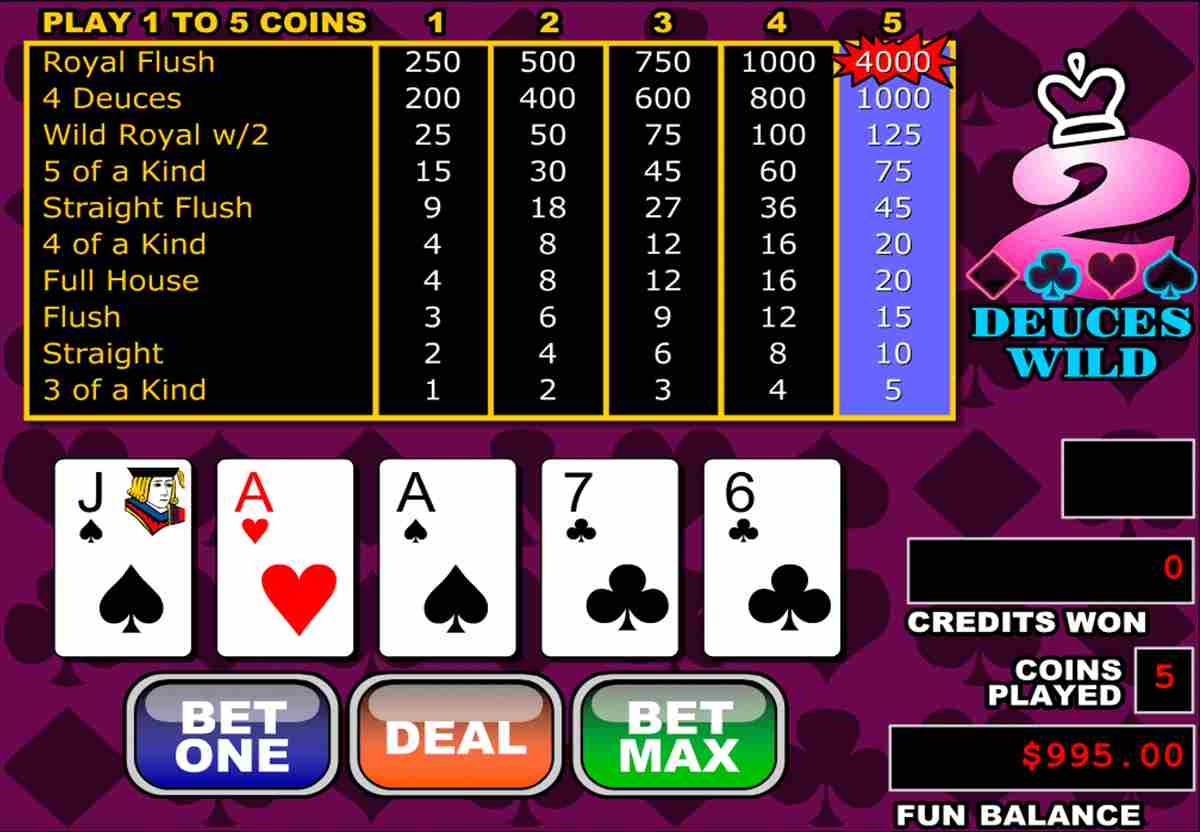 PLAY 1 TO 5 COINS 1 2 3 4 5
Royal Flush 250 500 750 1000 4000
4 Deuces 200 400 600 800 1000
Wild Royal w/2 25 50 75 100 125
5 of a Kind 15 30 45 60 75
Straight Flush 9 18 27 36 45
4 of a Kind 4 8 12 16 20
Full House 4 8 12 16 20
Flush 3 6 9 12 15
Straight 2 4 6 8 10
3 of a Kind 1 2 3 4 5
2
DEUCES
WILD
J A A 7 6
0
CREDITS WON
COINS
PLAYED 5
BET
ONE
DEAL
BET
MAX
$995.00
FUN BALANCE